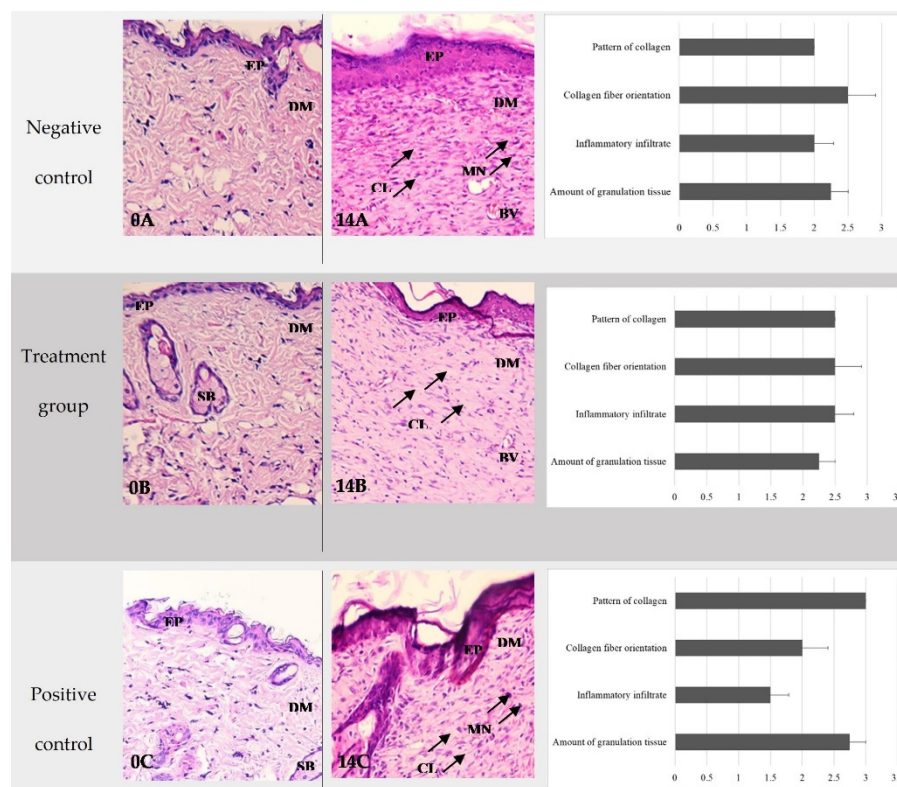 Negative
control
EP
DM
0A
EP
DM
CL
MN
BV
14A
Pattern of collagen
Collagen fiber orientation
Inflammatory infiltrate
Amount of granulation tissue
0 0.5 1 1.5 2 2.5 3
Treatment
group
EP
DM
SB
0B
EP
DM
CL
BV
14B
Pattern of collagen
Collagen fiber orientation
Inflammatory infiltrate
Amount of granulation tissue
0 0.5 1 1.5 2 2.5 3
Positive
control
EP
DM
SB
0C
DM
EP
MN
CL
14C
Pattern of collagen
Collagen fiber orientation
Inflammatory infiltrate
Amount of granulation tissue
0 0.5 1 1.5 2 2.5 3